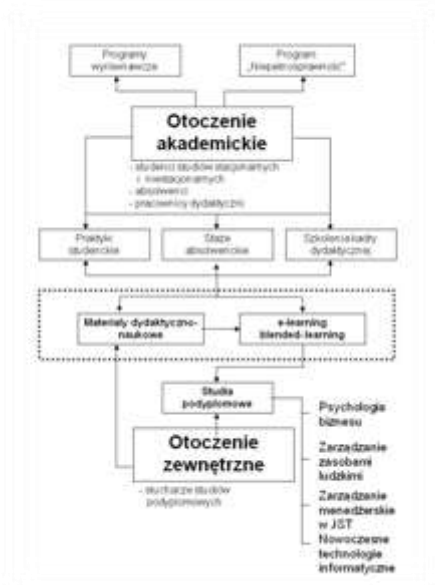 Programy
wyrównawcze
Program
„Niepełnosprawność"
Otoczenie
akademickie
- studenci studiów stacjonarnych
i niestacjonarnych
- absolwenci
- pracownicy dydaktyczni
Praktyki
studenckie
Staże
absolwenckie
Szkolenia kadry
dydaktycznej
Materiały dydaktyczno-
naukowe
e-learning
blended-learning
Studia
podyplomowe
Otoczenie
zewnętrzne
- słuchacze studiów
podyplomowych
Psychologia
biznesu
Zarządzanie
zasobami
ludzkimi
Zarządzanie
menedżerskie
w JST
Nowoczesne
technologie
informatyczne